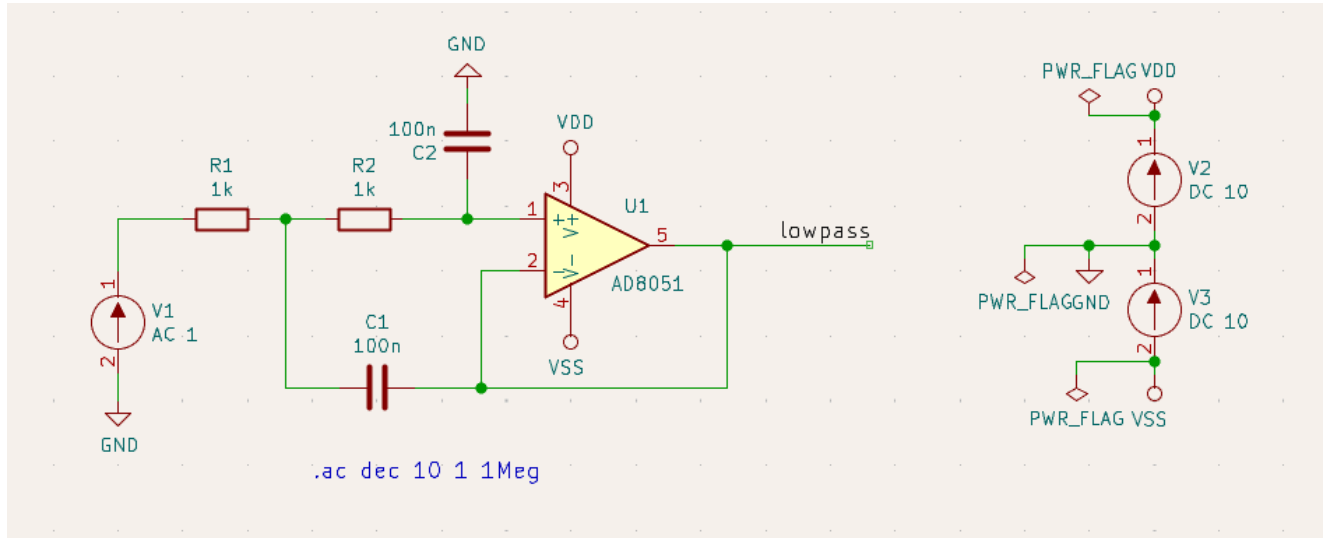 GND
100n
C2
VDD
R1
1k
R2
1k
3
1
+
V+
U1
5
lowpass
2
-
V-
AD8051
4
VSS
1
V1
AC 1
2
GND
C1
100n
.ac dec 10 1 1Meg
PWR_FLAG VDD
1
V2
DC 10
2
PWR_FLAG GND
1
V3
DC 10
2
PWR_FLAG VSS